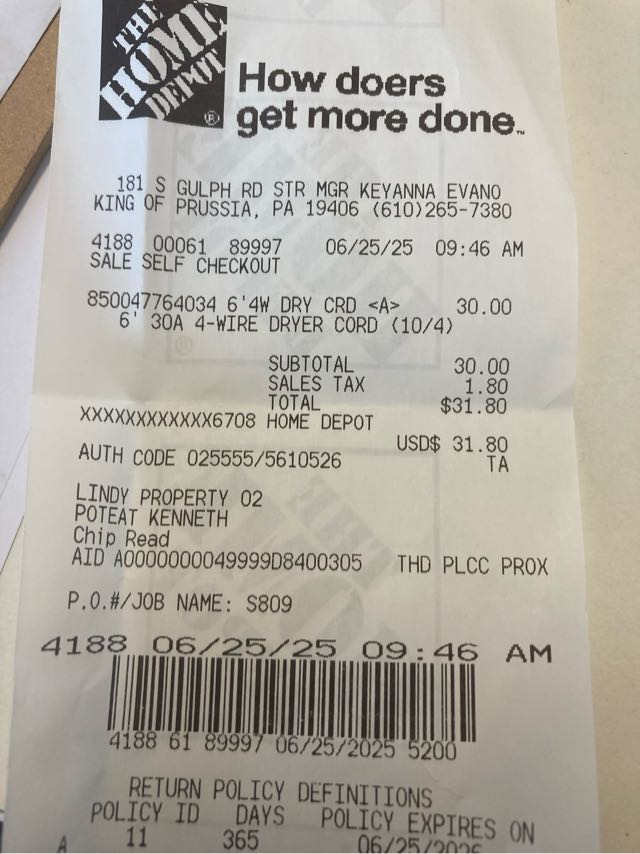 THE
HOME
DEPOT
®
How doers
get more done™
181 S GULPH RD STR MGR KEYANNA EVANO
KING OF PRUSSIA, PA 19406 (610)265-7380
4188 00061 89997 06/25/25 09:46 AM
SALE SELF CHECKOUT
850047764034 6'4W DRY CRD <A> 30.00
6' 30A 4-WIRE DRYER CORD (10/4)
SUBTOTAL 30.00
SALES TAX 1.80
TOTAL $31.80
XXXXXXXXXXXX6708 HOME DEPOT
USD$ 31.80
AUTH CODE 025555/5610526 TA
LINDY PROPERTY 02
POTEAT KENNETH
Chip Read
AID A0000000049999D8400305 THD PLCC PROX
P.O.#/JOB NAME: S809
4188 06/25/25 09:46 AM
4188 61 89997 06/25/2025 5200
RETURN POLICY DEFINITIONS
POLICY ID DAYS POLICY EXPIRES ON
A 11 365 06/25/2026